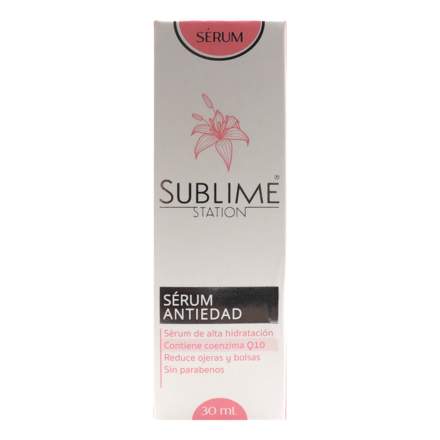 SÉRUM
SUBLIME®
STATION
SÉRUM
ANTIEDAD
Sérum de alta hidratación
Contiene coenzima Q10
Reduce ojeras y bolsas
Sin parabenos
30 ml.